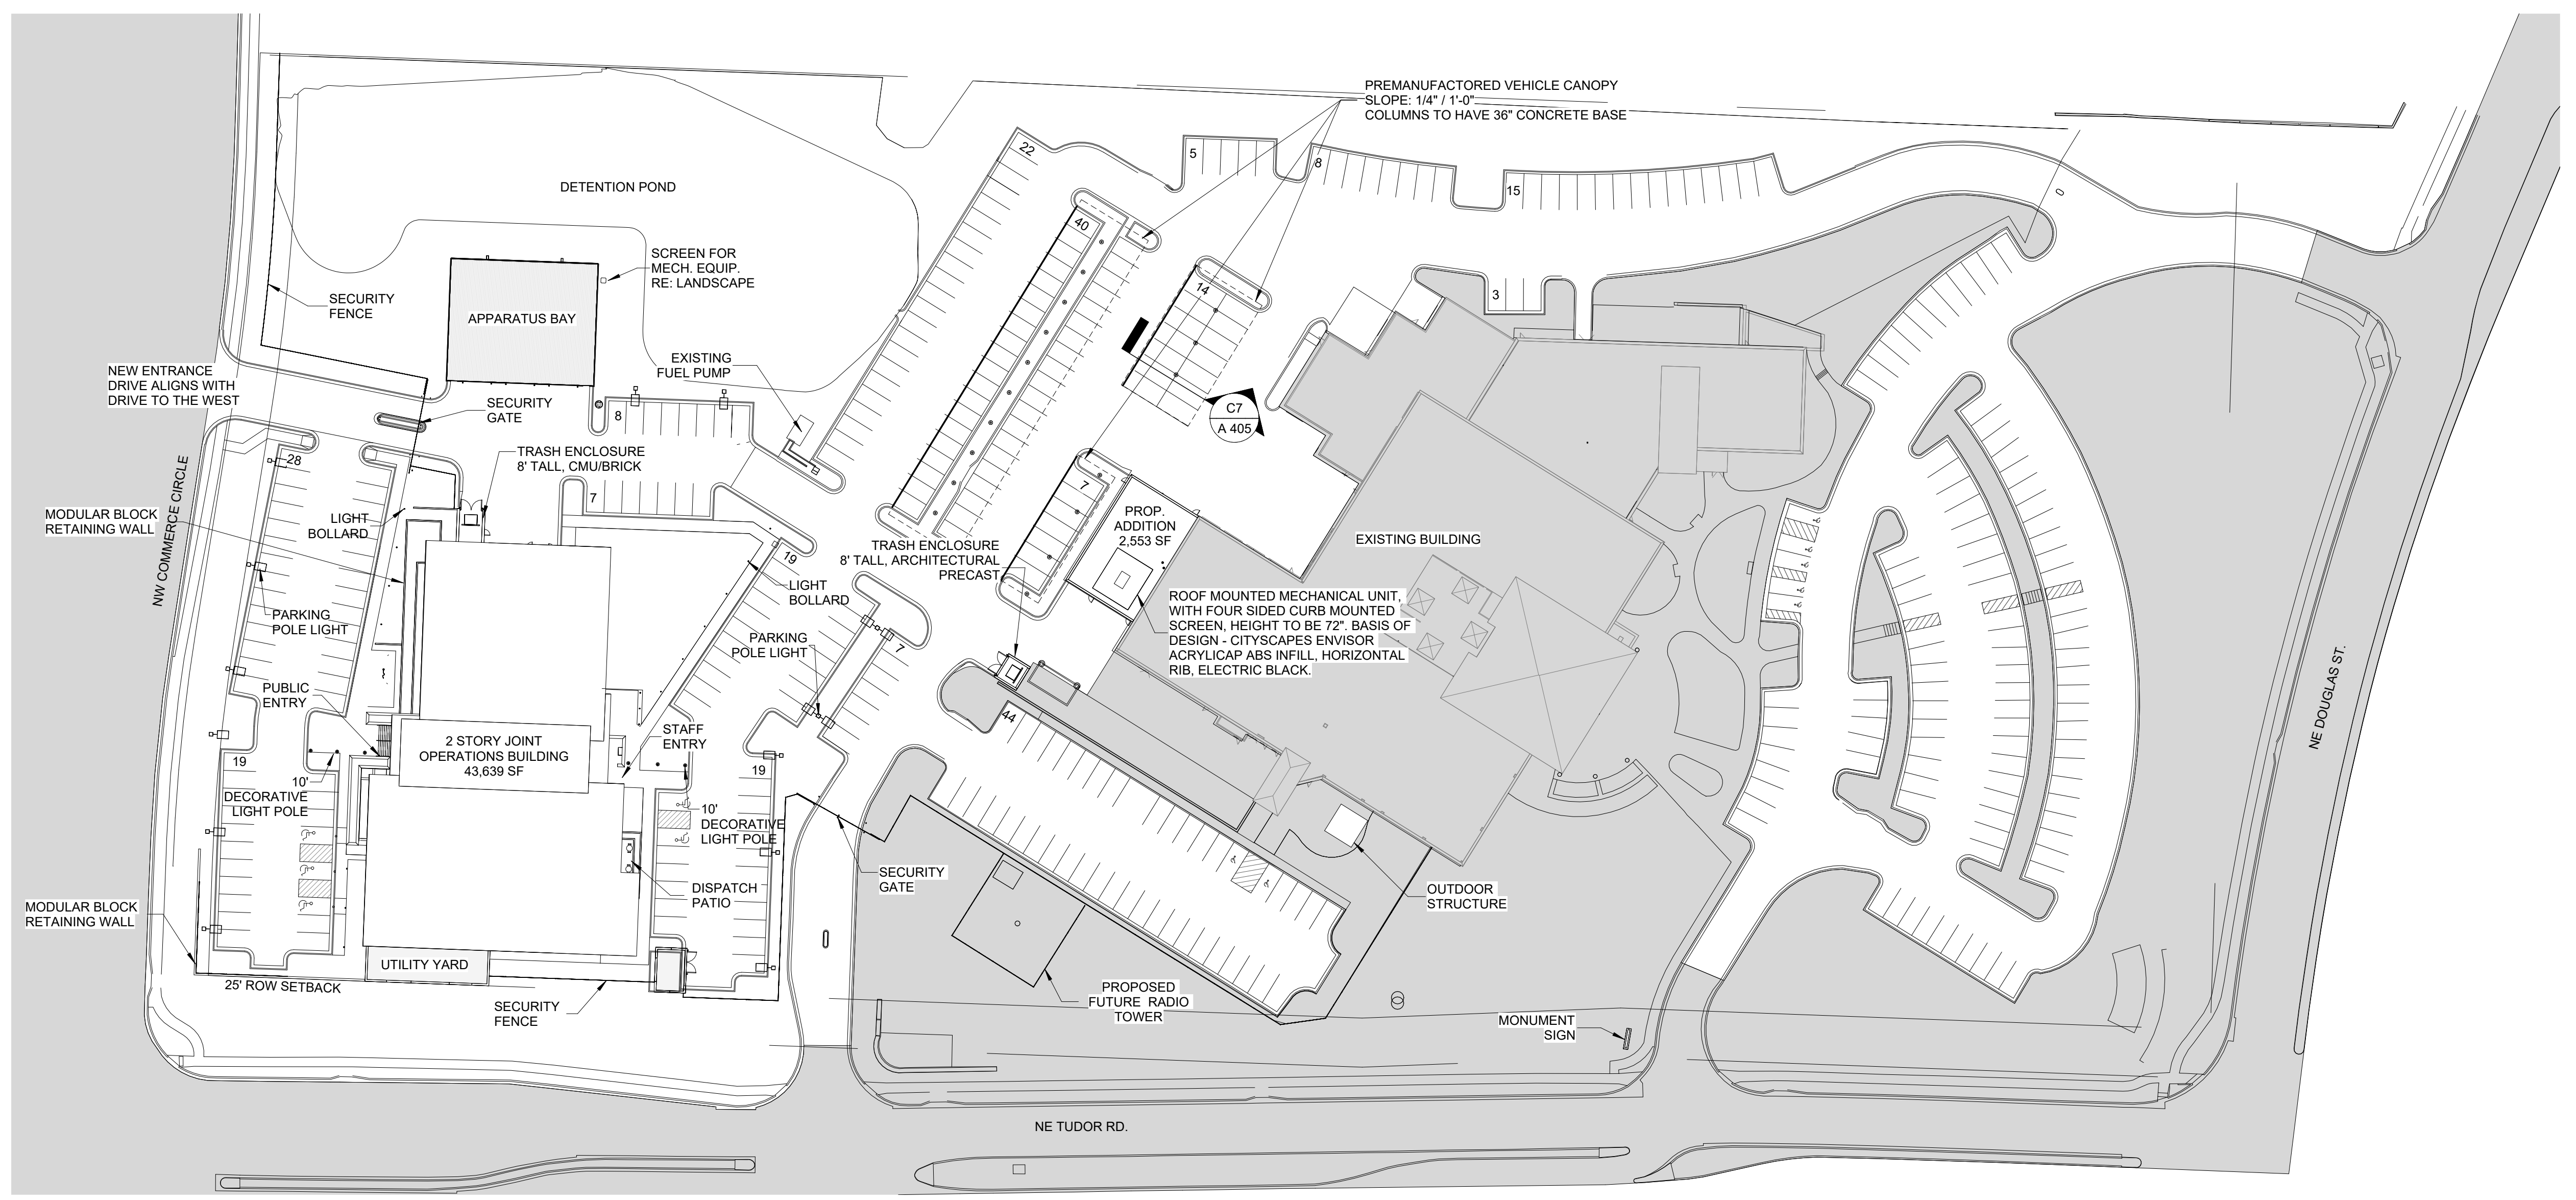 PREMANUFACTORED VEHICLE CANOPY
SLOPE: 1/4" / 1'-0"
COLUMNS TO HAVE 36" CONCRETE BASE
22
5
8
15
DETENTION POND
40
SCREEN FOR
MECH. EQUIP.
RE: LANDSCAPE
SECURITY
FENCE
APPARATUS BAY
14
3
EXISTING
FUEL PUMP
NEW ENTRANCE
DRIVE ALIGNS WITH
DRIVE TO THE WEST
SECURITY
GATE
8
C7
A 405
28
TRASH ENCLOSURE
8' TALL, CMU/BRICK
7
7
MODULAR BLOCK
RETAINING WALL
NW COMMERCE CIRCLE
LIGHT
BOLLARD
PROP.
ADDITION
2,553 SF
EXISTING BUILDING
19
TRASH ENCLOSURE
8' TALL, ARCHITECTURAL
PRECAST
LIGHT
BOLLARD
ROOF MOUNTED MECHANICAL UNIT,
WITH FOUR SIDED CURB MOUNTED
SCREEN, HEIGHT TO BE 72". BASIS OF
DESIGN - CITYSCAPES ENVISOR
ACRYLICAP ABS INFILL, HORIZONTAL
RIB, ELECTRIC BLACK.
PARKING
POLE LIGHT
PARKING
POLE LIGHT
7
PUBLIC
ENTRY
44
STAFF
ENTRY
2 STORY JOINT
OPERATIONS BUILDING
43,639 SF
NE DOUGLAS ST.
19
19
10'
DECORATIVE
LIGHT POLE
10'
DECORATIVE
LIGHT POLE
SECURITY
GATE
DISPATCH
PATIO
OUTDOOR
STRUCTURE
MODULAR BLOCK
RETAINING WALL
UTILITY YARD
25' ROW SETBACK
SECURITY
FENCE
PROPOSED
FUTURE RADIO
TOWER
MONUMENT
SIGN
NE TUDOR RD.